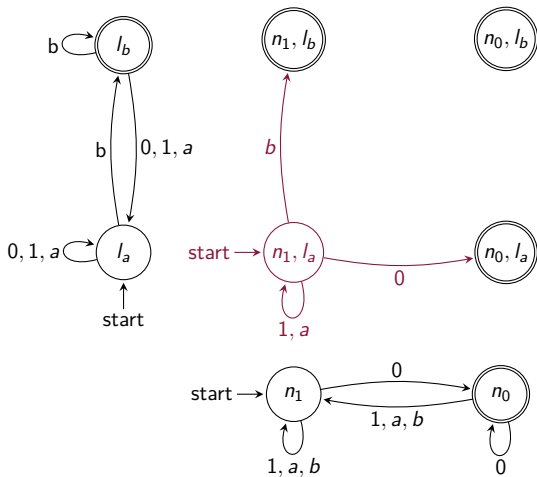 b
l_b
n_1, l_b
n_0, l_b
b
0, 1, a
b
0, 1, a
l_a
start
n_1, l_a
n_0, l_a
0
1, a
start
start
n_1
0
n_0
1, a, b
1, a, b
0